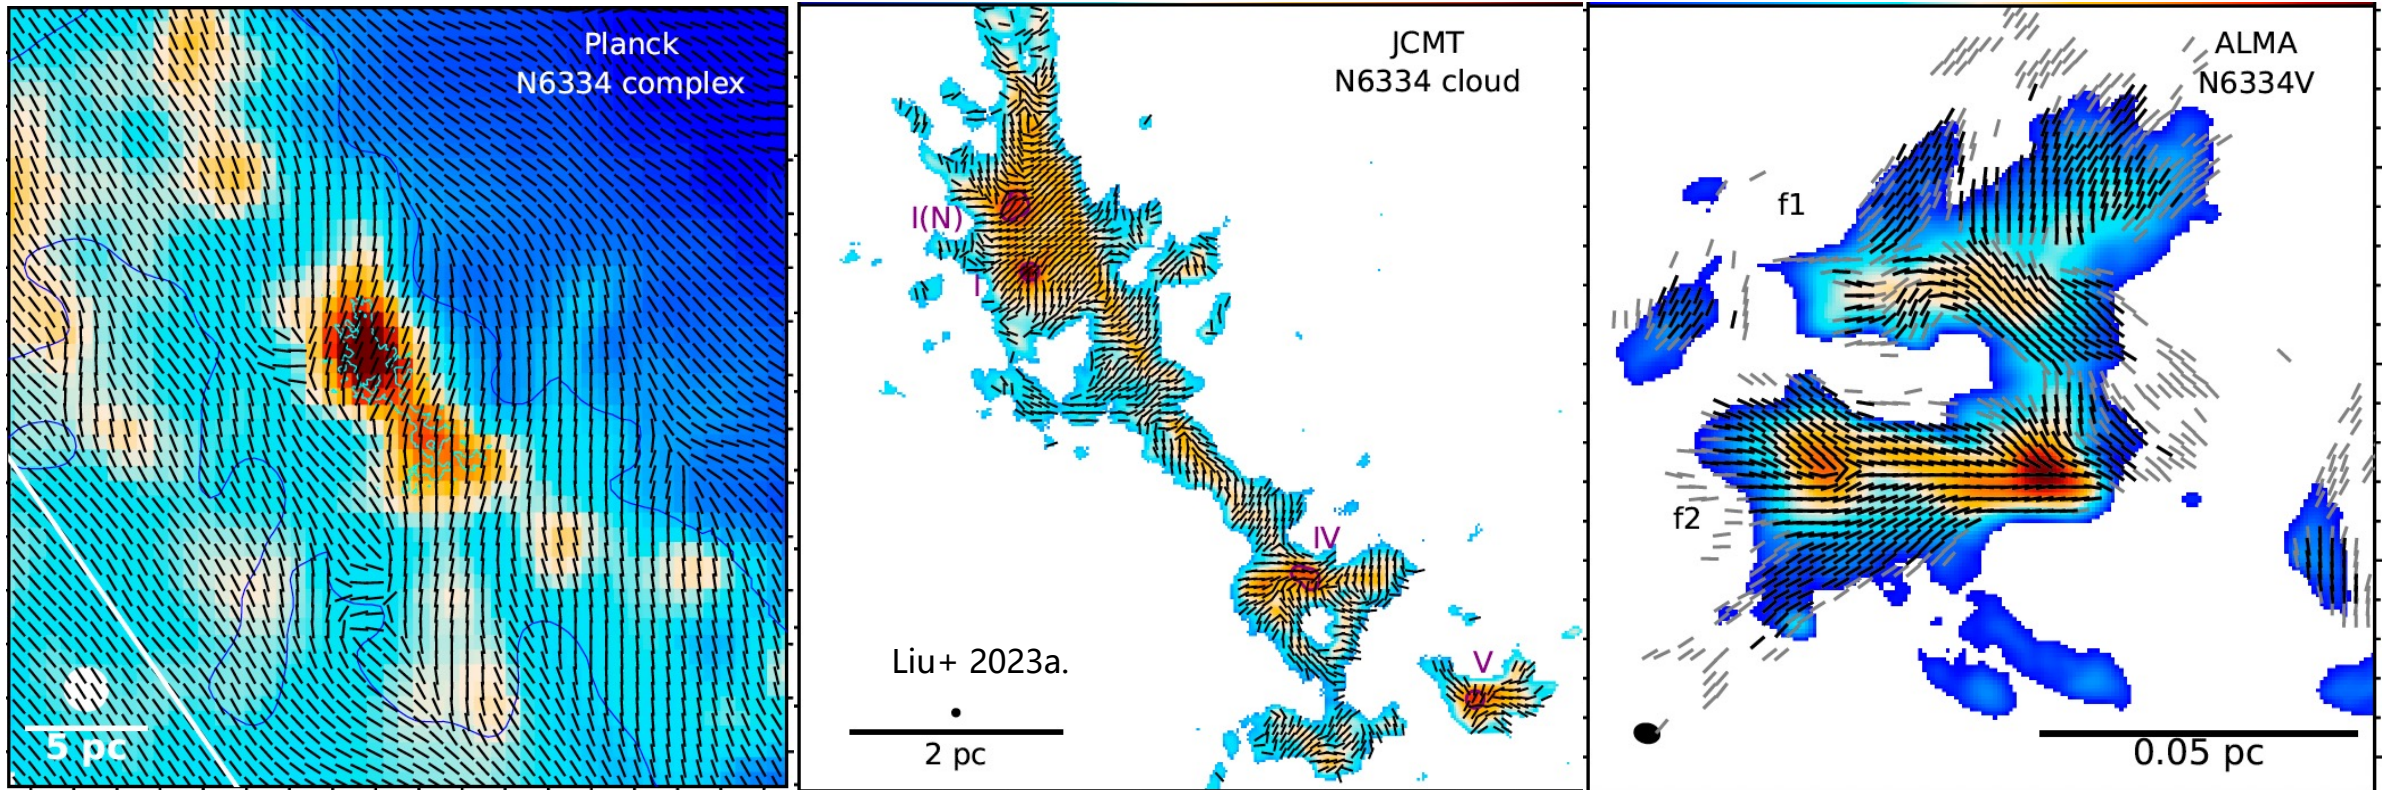 Planck
N6334 complex
5 pc
JCMT
N6334 cloud
I(N)
I
IV
V
Liu+ 2023a.
2 pc
ALMA
N6334V
f1
f2
0.05 pc